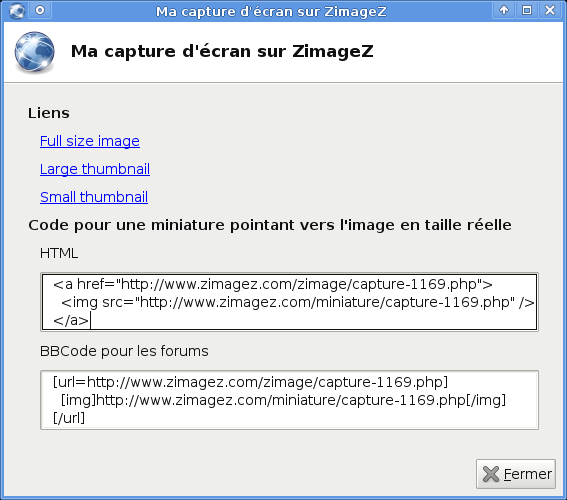 Ma capture d'écran sur ZimageZ
Ma capture d'écran sur ZimageZ
Liens
Full size image
Large thumbnail
Small thumbnail
Code pour une miniature pointant vers l'image en taille réelle
HTML
<a href="http://www.zimagez.com/zimage/capture-1169.php">
<img src="http://www.zimagez.com/miniature/capture-1169.php" />
</a>
BBCode pour les forums
[url=http://www.zimagez.com/zimage/capture-1169.php]
[img]http://www.zimagez.com/miniature/capture-1169.php[/img]
[/url]
Fermer